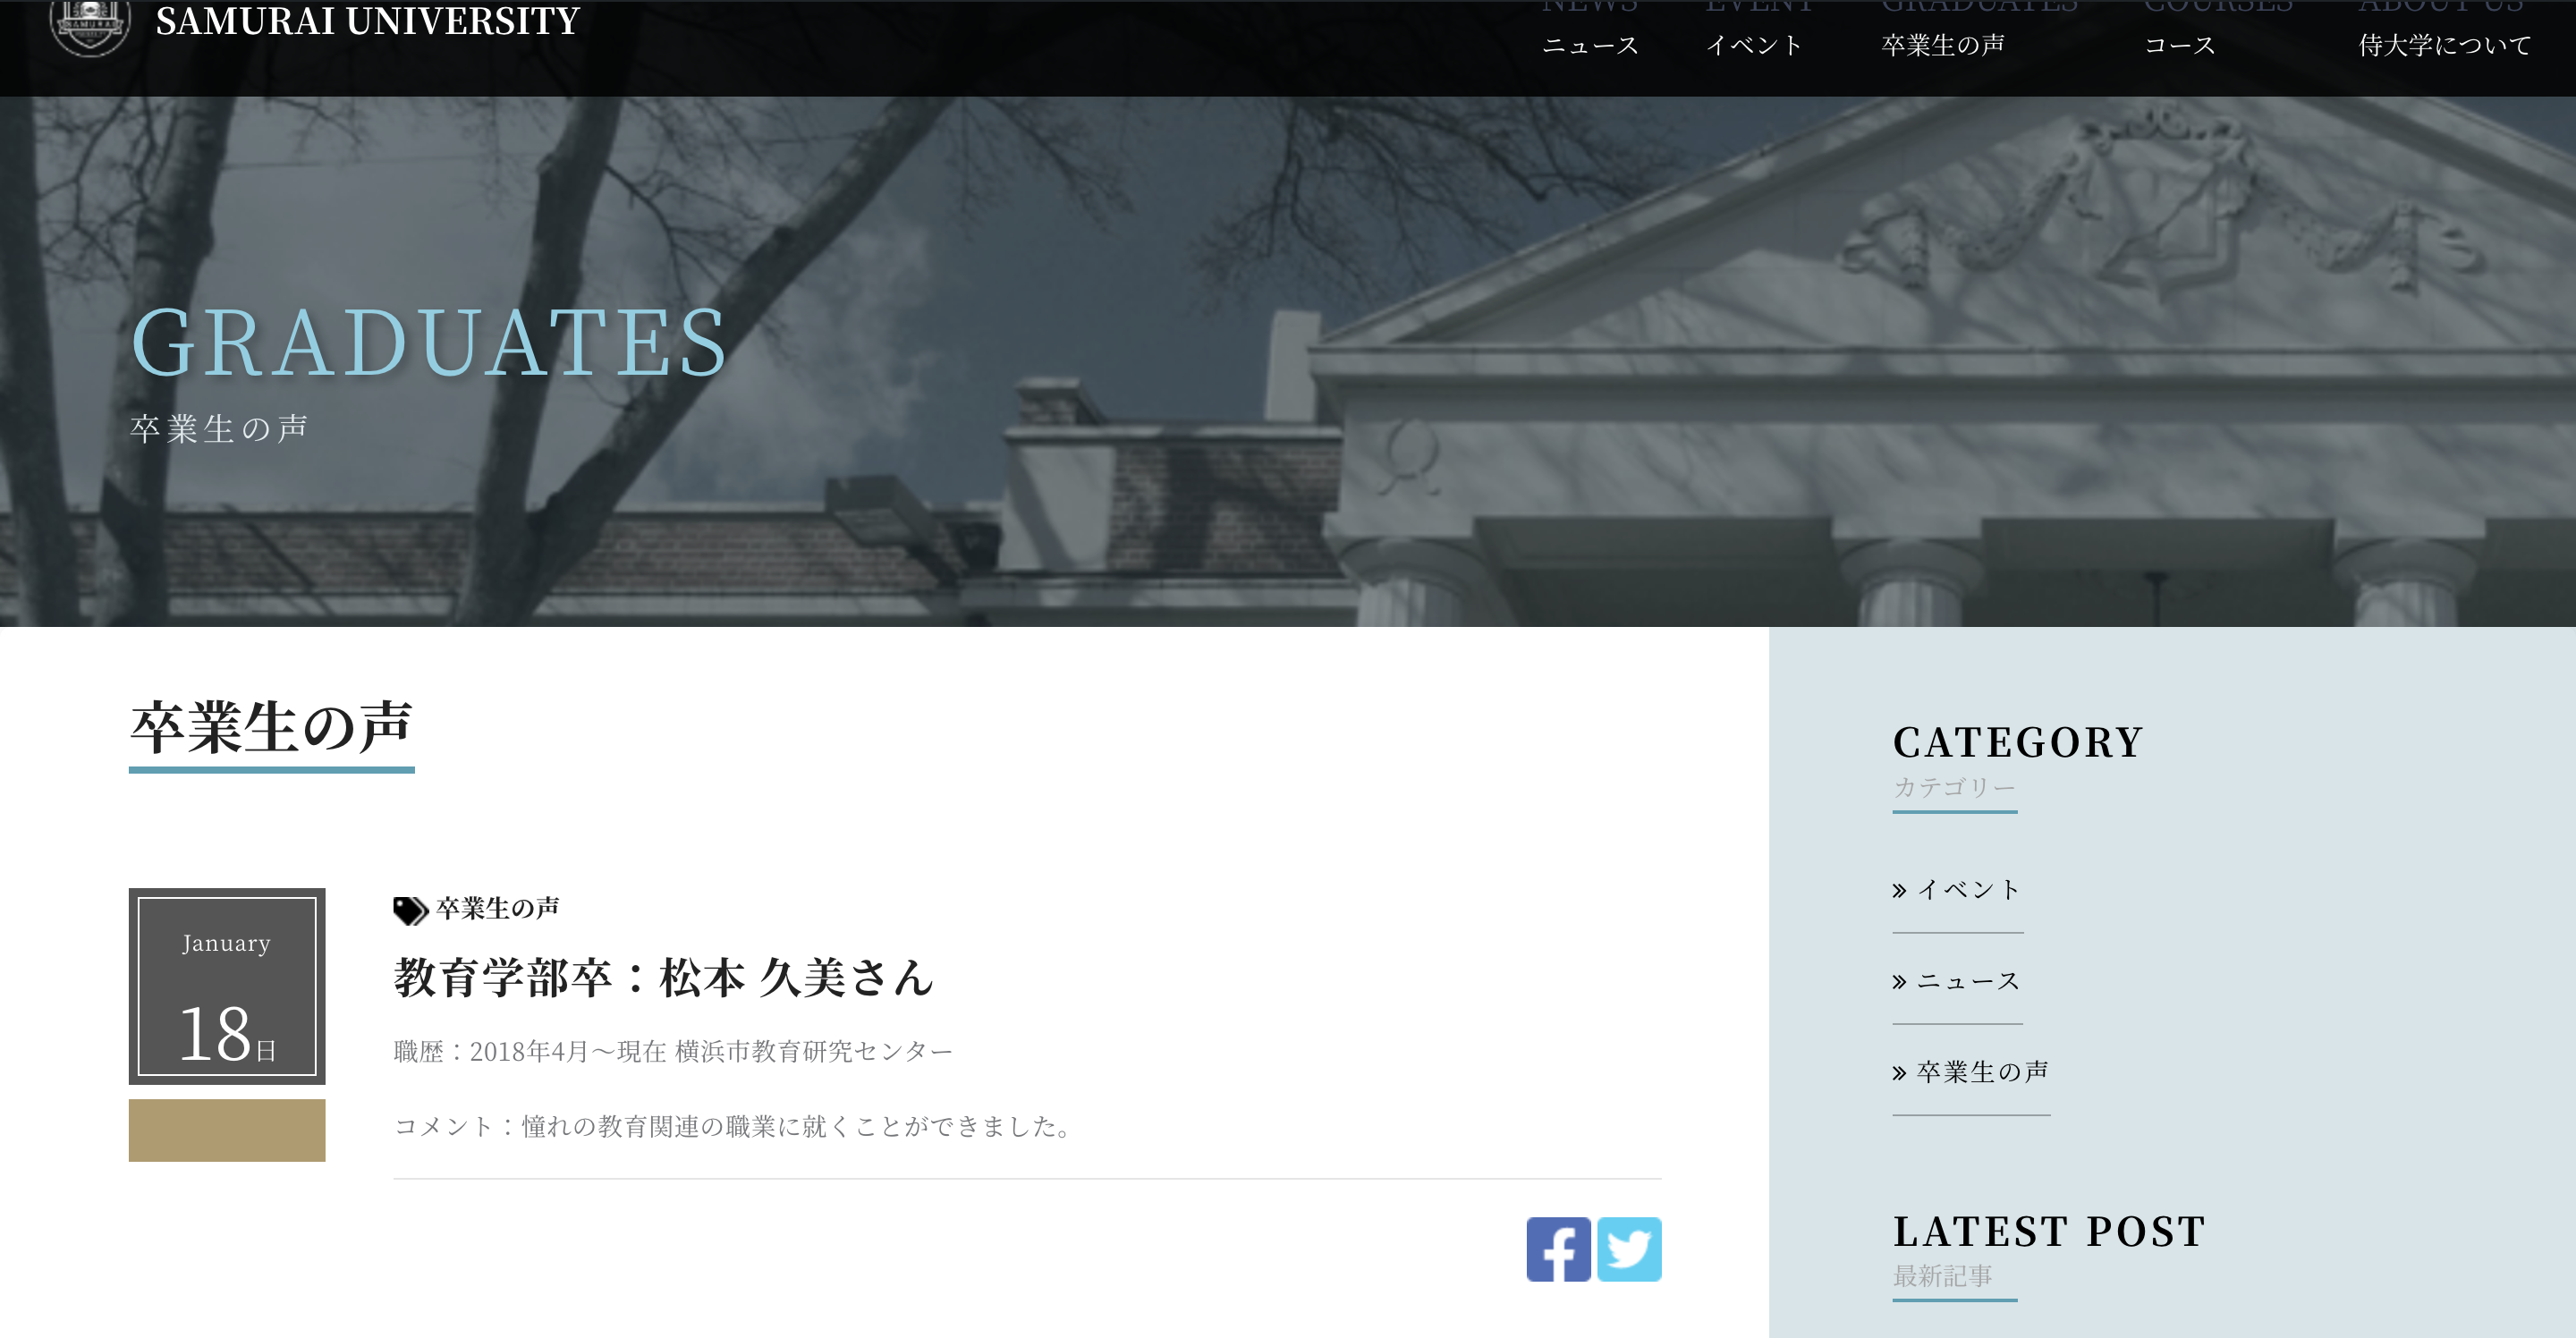 SAMURAI UNIVERSITY
NEWS EVENT GRADUATES COURSES ABOUT US
ニュース イベント 卒業生の声 コース 侍大学について
GRADUATES
卒業生の声
卒業生の声
January
18日
卒業生の声
教育学部卒：松本 久美さん
職歴：2018年4月～現在 横浜市教育研究センター
コメント：憧れの教育関連の職業に就くことができました。
CATEGORY
カテゴリー
» イベント
» ニュース
» 卒業生の声
LATEST POST
最新記事